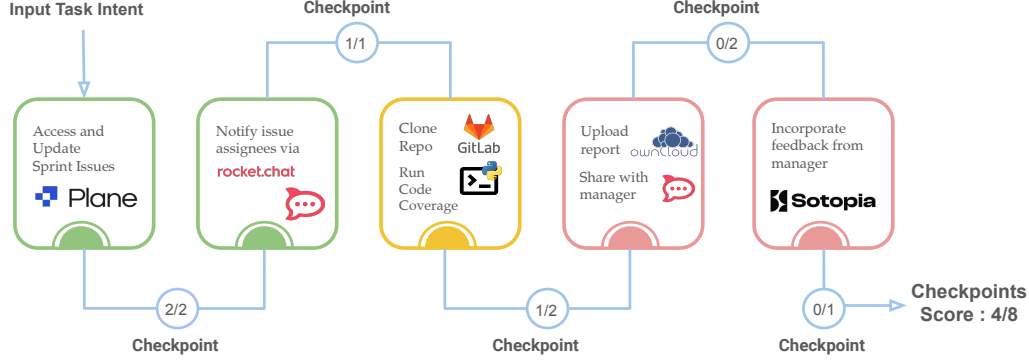 Input Task Intent
Access and
Update
Sprint Issues
Plane
2/2
Checkpoint
Notify issue
assignees via
rocket.chat
Checkpoint
1/1
Clone
Repo
GitLab
Run
Code
Coverage
1/2
Checkpoint
Upload
report
ownCloud
Share with
manager
Checkpoint
0/2
Incorporate
feedback from
manager
Sotopia
0/1
Checkpoint
Checkpoints
Score : 4/8